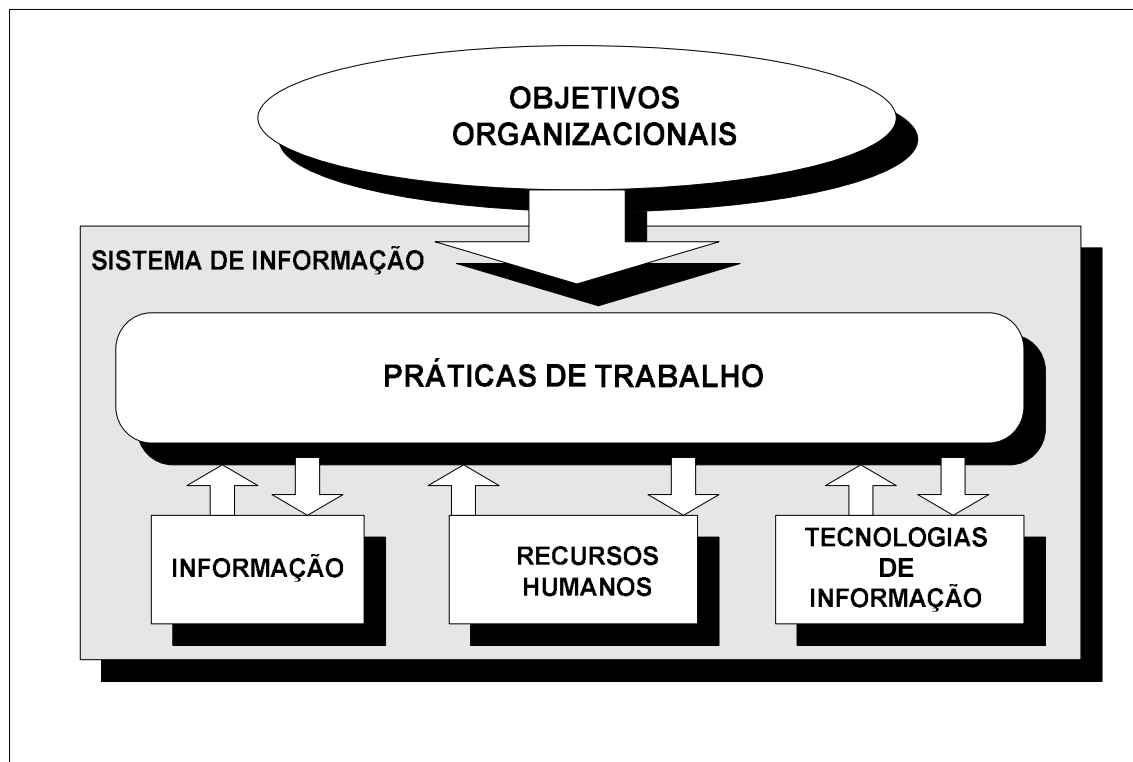 OBJETIVOS
ORGANIZACIONAIS
SISTEMA DE INFORMAÇÃO
PRÁTICAS DE TRABALHO
INFORMAÇÃO
RECURSOS
HUMANOS
TECNOLOGIAS
DE
INFORMAÇÃO